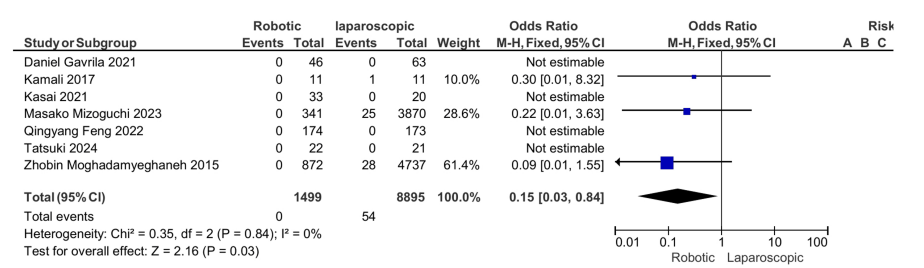 Robotic laparoscopic Odds Ratio Odds Ratio Risk
Study or Subgroup Events Total Events Total Weight M-H, Fixed, 95% CI M-H, Fixed, 95% CI A B C
Daniel Gavrila 2021 0 46 0 63 Not estimable
Kamali 2017 0 11 1 11 10.0% 0.30 [0.01, 8.32]
Kasai 2021 0 33 0 20 Not estimable
Masako Mizoguchi 2023 0 341 25 3870 28.6% 0.22 [0.01, 3.63]
Qingyang Feng 2022 0 174 0 173 Not estimable
Tatsuki 2024 0 22 0 21 Not estimable
Zhobin Moghadamyeghaneh 2015 0 872 28 4737 61.4% 0.09 [0.01, 1.55]
Total (95% CI) 1499 8895 100.0% 0.15 [0.03, 0.84]
Total events 0 54
Heterogeneity: Chi² = 0.35, df = 2 (P = 0.84); I² = 0%
Test for overall effect: Z = 2.16 (P = 0.03)
0.01 0.1 1 10 100
Robotic Laparoscopic